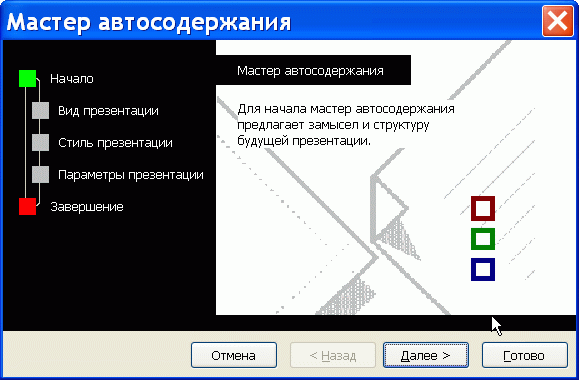 Мастер автосодержания
Начало
Вид презентации
Стиль презентации
Параметры презентации
Завершение
Мастер автосодержания
Для начала мастер автосодержания
предлагает замысел и структуру
будущей презентации.
Отмена
< Назад
Далее >
Готово